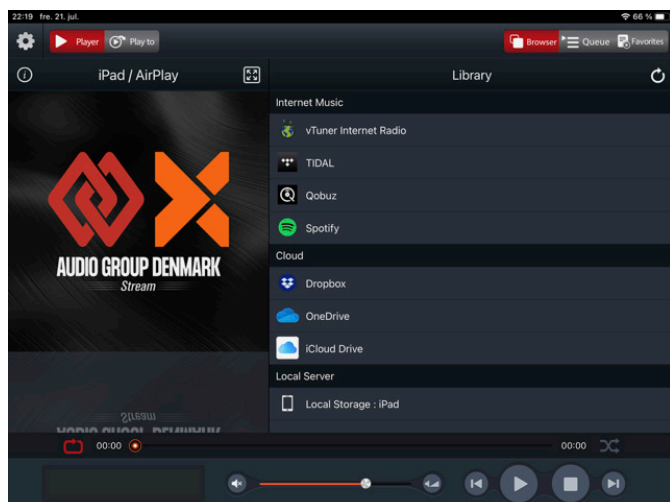 22:19 fre. 21. jul.
66 %
Player
Play to
Browser
Queue
Favorites
iPad / AirPlay
Library
Internet Music
vTuner Internet Radio
TIDAL
Qobuz
Spotify
Cloud
Dropbox
OneDrive
iCloud Drive
Local Server
Local Storage : iPad
AUDIO GROUP DENMARK
Stream
00:00
00:00